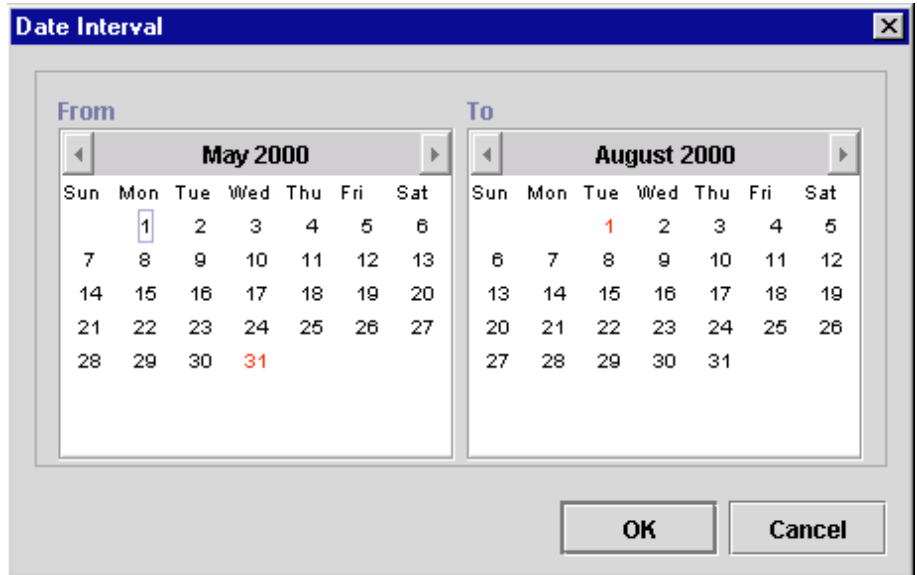 Date Interval
From To
May 2000 August 2000
Sun Mon Tue Wed Thu Fri Sat Sun Mon Tue Wed Thu Fri Sat
1 2 3 4 5 6 1 2 3 4 5
7 8 9 10 11 12 13 6 7 8 9 10 11 12
14 15 16 17 18 19 20 13 14 15 16 17 18 19
21 22 23 24 25 26 27 20 21 22 23 24 25 26
28 29 30 31 27 28 29 30 31
OK Cancel